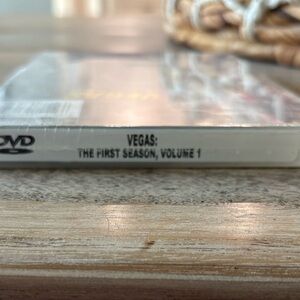 DVD
VEGAS:
THE FIRST SEASON, VOLUME 1